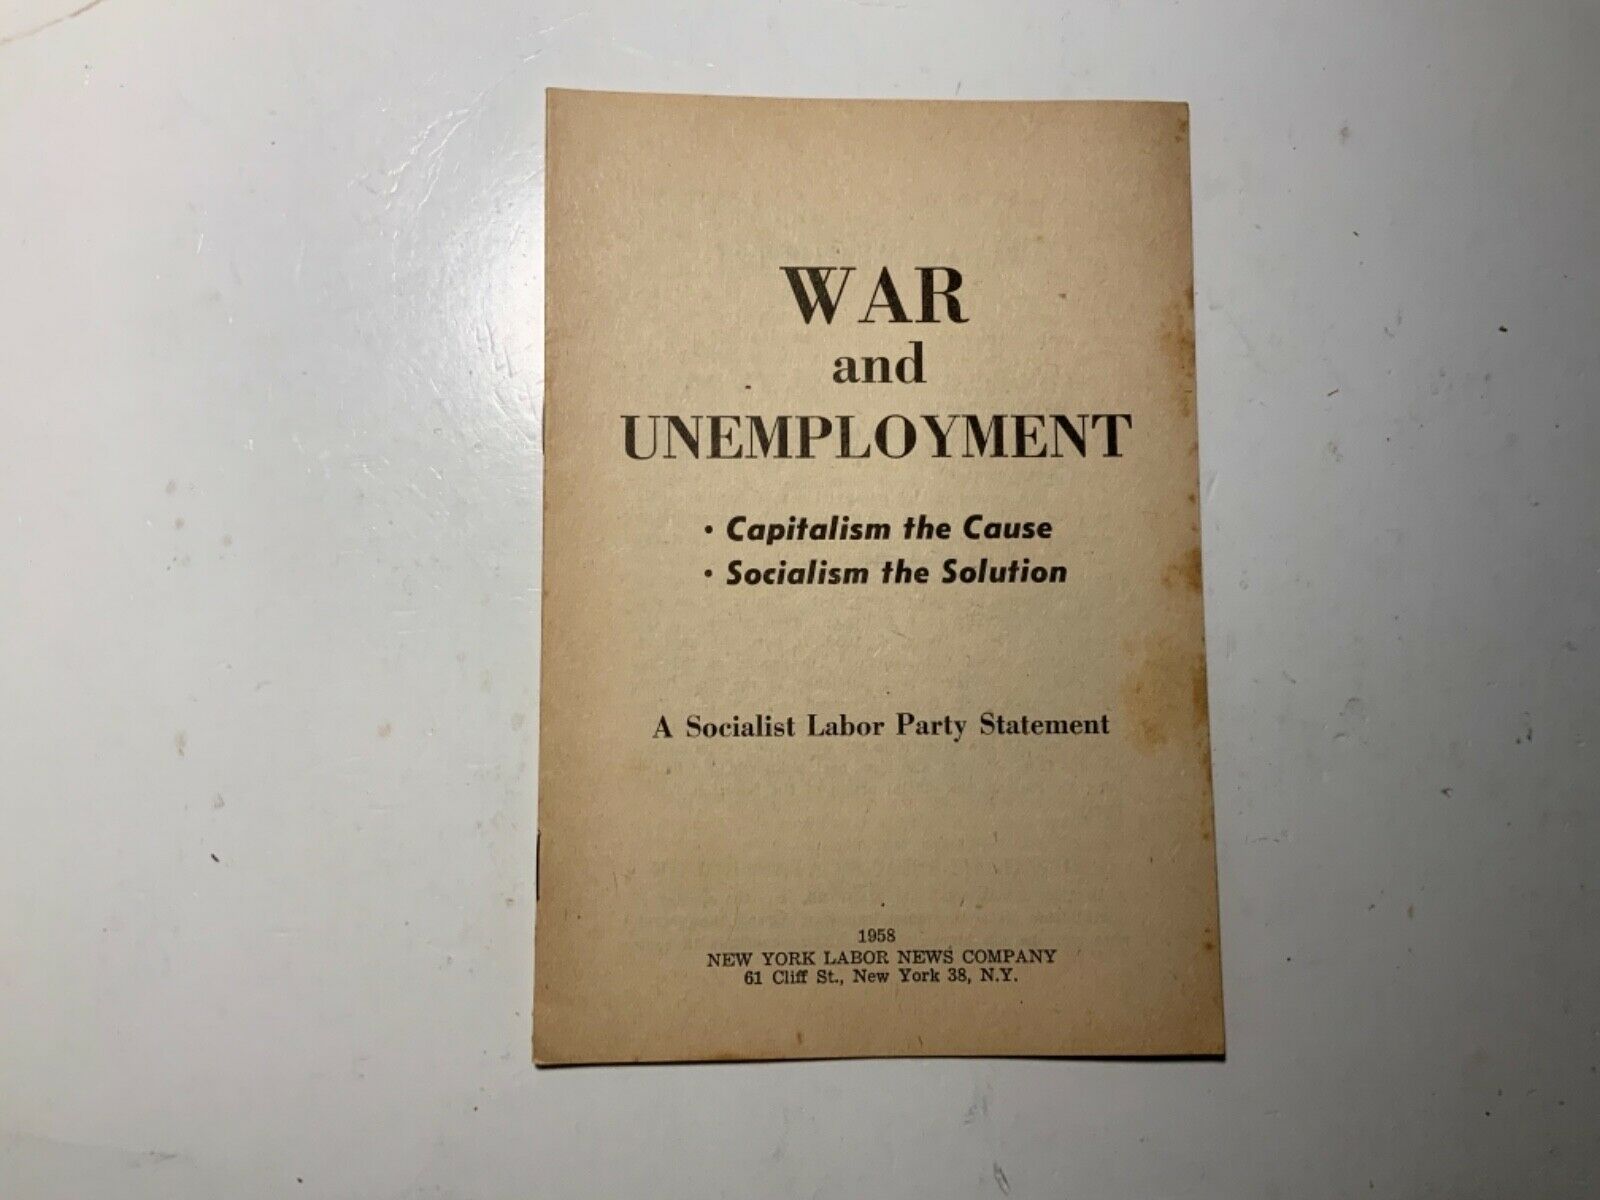 WAR
and
UNEMPLOYMENT
• Capitalism the Cause
• Socialism the Solution
A Socialist Labor Party Statement
1958
NEW YORK LABOR NEWS COMPANY
61 Cliff St., New York 38, N.Y.